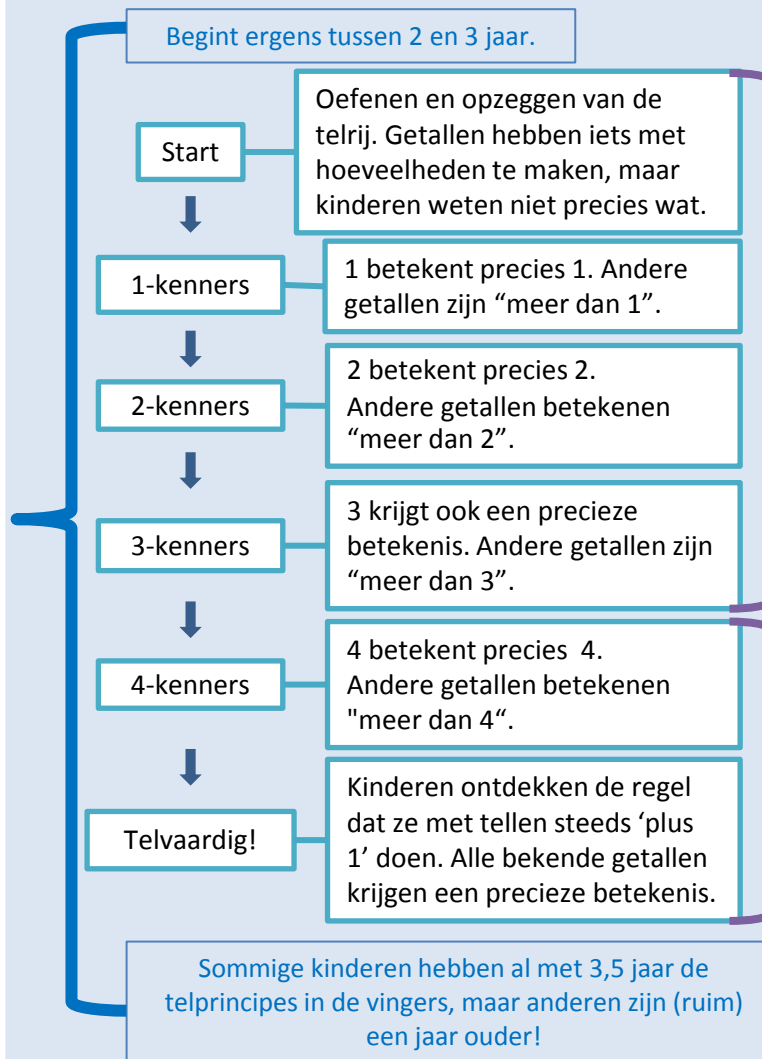 Begint ergens tussen 2 en 3 jaar.
Start
Oefenen en opzeggen van de
telrij. Getallen hebben iets met
hoeveelheden te maken, maar
kinderen weten niet precies wat.
1-kenners
1 betekent precies 1. Andere
getallen zijn “meer dan 1”.
2-kenners
2 betekent precies 2.
Andere getallen betekenen
“meer dan 2”.
3-kenners
3 krijgt ook een precieze
betekenis. Andere getallen zijn
“meer dan 3”.
4-kenners
4 betekent precies  4.
Andere getallen betekenen
"meer dan 4“.
Telvaardig!
Kinderen ontdekken de regel
dat ze met tellen steeds ‘plus
1’ doen. Alle bekende getallen
krijgen een precieze betekenis.
Sommige kinderen hebben al met 3,5 jaar de
telprincipes in de vingers, maar anderen zijn (ruim)
een jaar ouder!